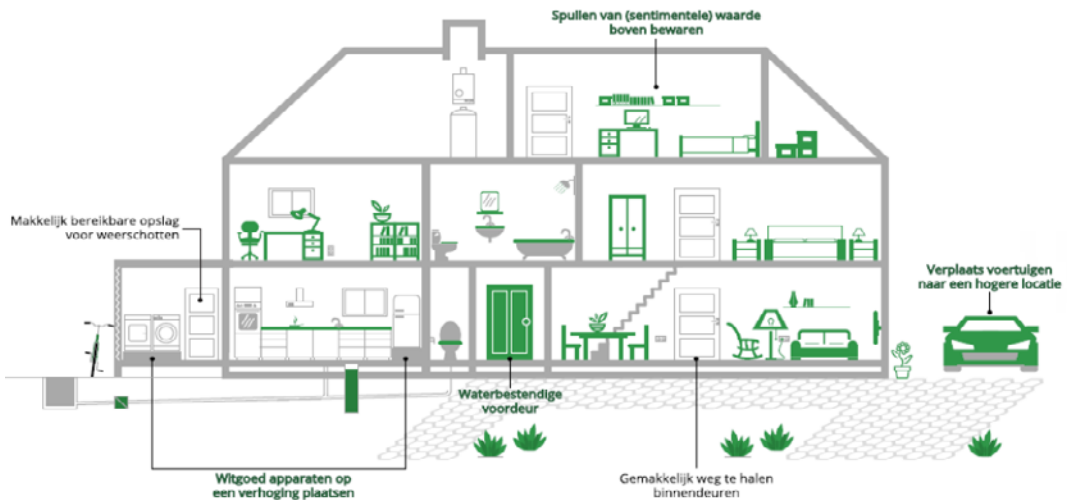 Spullen van (sentimentele) waarde
boven bewaren
Makkelijk bereikbare opslag
voor weerschotten
Verplaats voertuigen
naar een hogere locatie
Waterbestendige
voordeur
Witgoed apparaten op
een verhoging plaatsen
Gemakkelijk weg te halen
binnendeuren